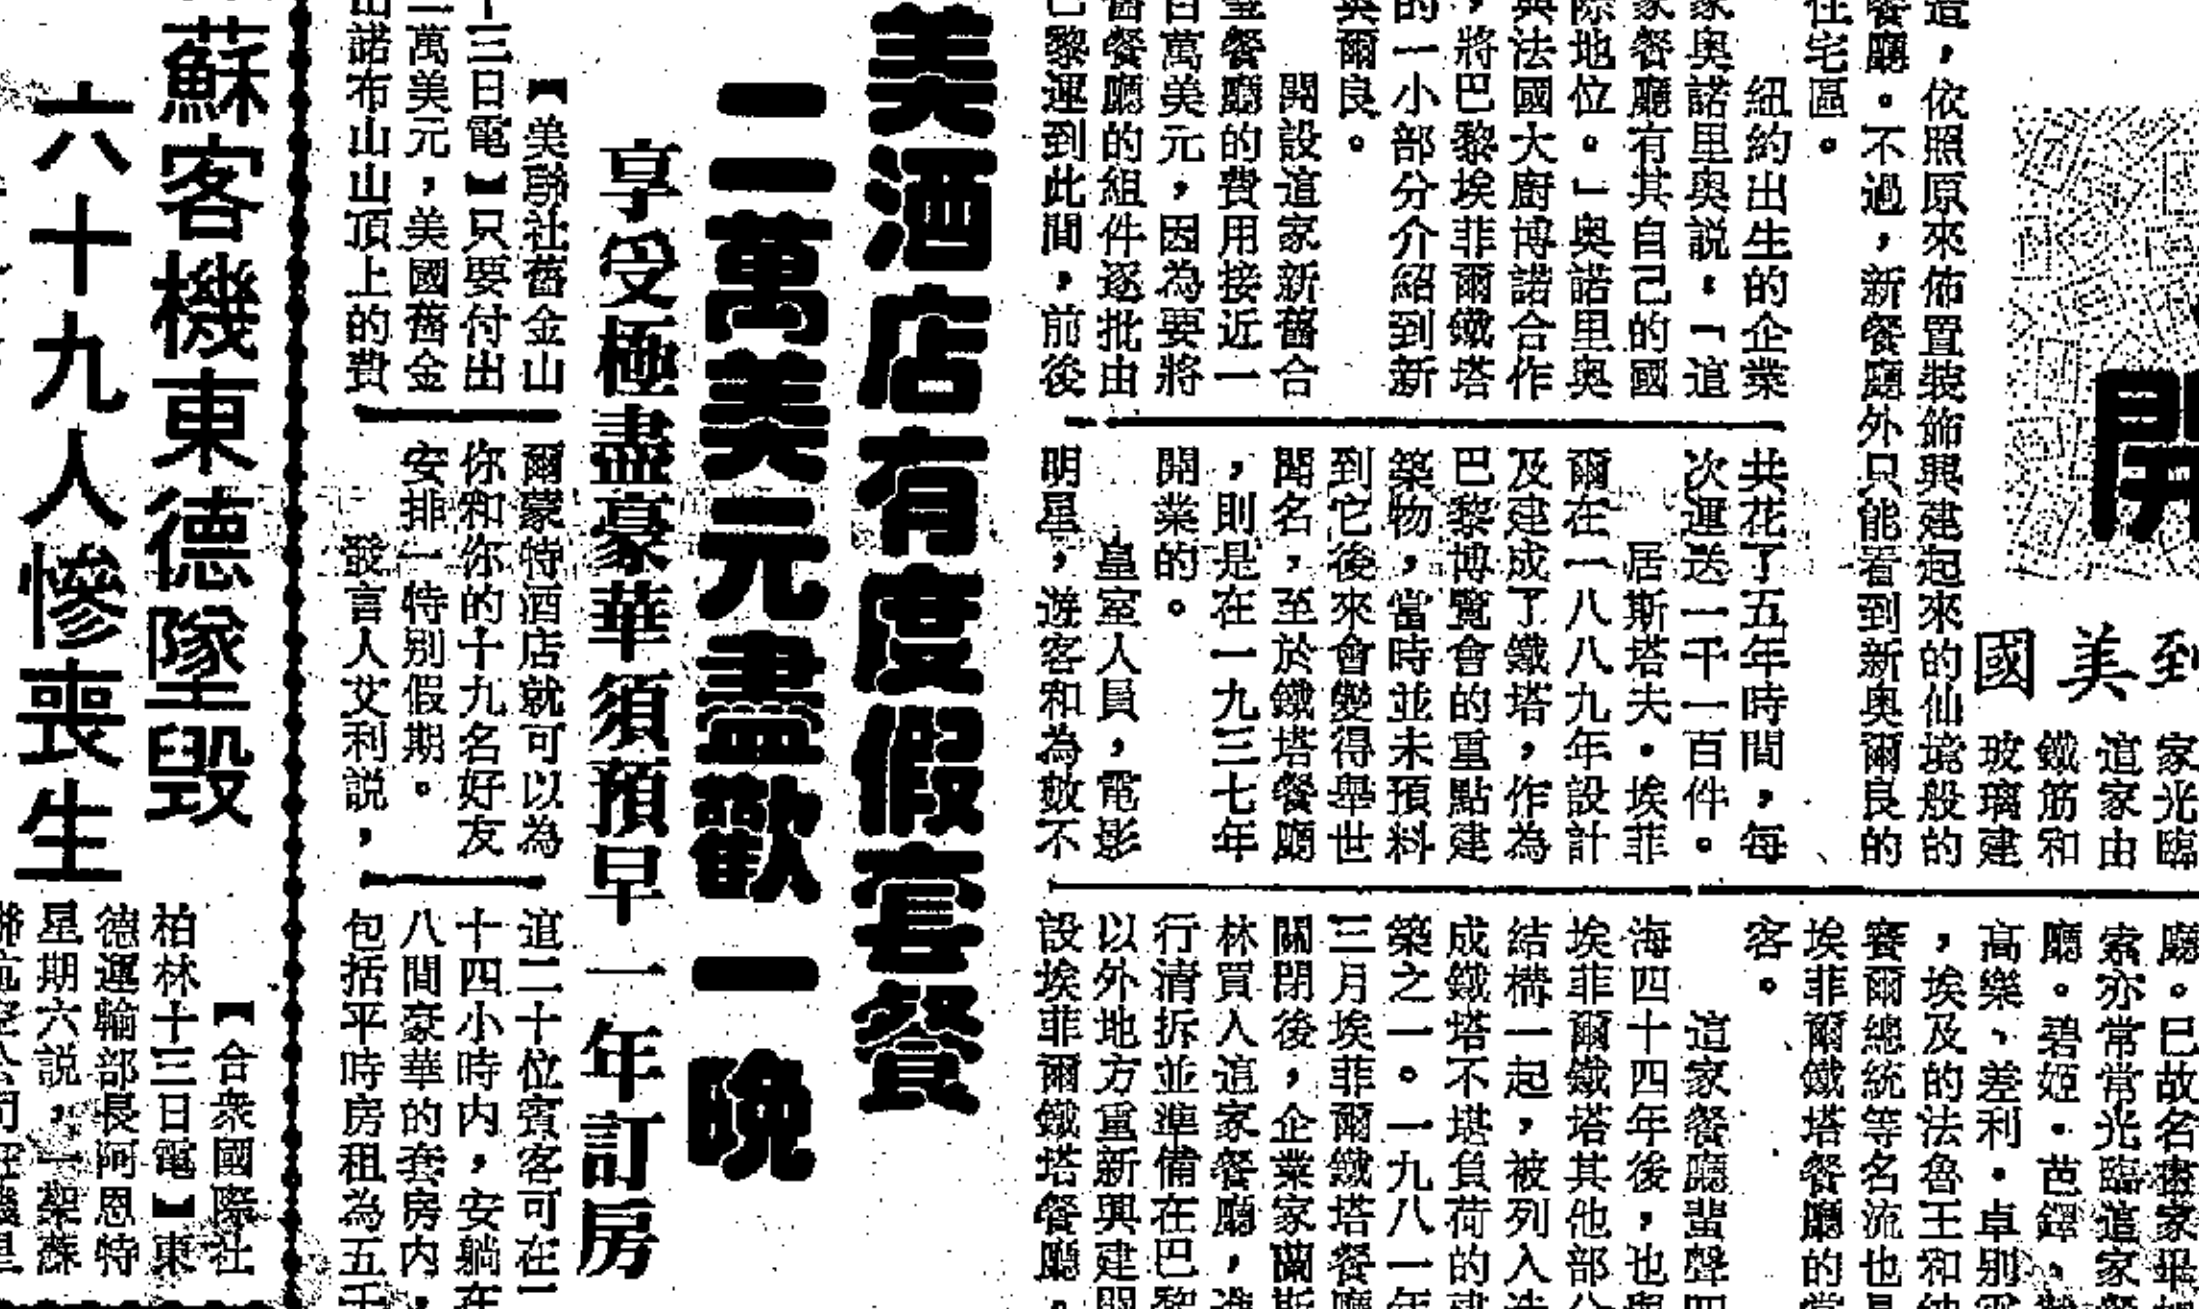 開
到美國
家光臨
這家由
鐵筋和
玻璃建
造，依照原來佈置裝飾興建起來的仙境般的
餐廳。不過，新餐廳外只能看到新奧爾良的
住宅區。
紐約出生的企業
家奧諾里奧説：「這
家餐廳有其自己的國
際地位。」奧諾里奧
與法國大廚博諾合作
，將巴黎埃菲爾鐵塔
的一小部分介紹到新
奧爾良。
開設這家新舊合
璧餐廳的費用接近一
百萬美元，因為要將
舊餐廳的組件逐批由
巴黎運到此間，前後
共花了五年時間，每
次運送一千一百件。
居斯塔夫·埃菲
爾在一八八九年設計
及建成了鐵塔，作為
巴黎博覽會的重點建
築物，當時並未預料
到它後來會變得舉世
聞名，至於鐵塔餐廳
，則是在一九三七年
開業的。
皇室人員，電影
明星，遊客和為數不
廳。已故名畫家畢
索亦常常光臨這家餐
廳。碧姬·芭鐸、
高樂、差利·卓别
，埃及的法魯王和
賽爾總統等名流也
埃菲爾鐵塔餐廳的
客。
這家餐廳蜚聲四
海四十四年後，也與
埃菲爾鐵塔其他部分
結構一起，被列入
成鐵塔不堪負荷的建
築之一。一九八一年
三月埃菲爾鐵塔餐廳
關閉後，企業家蘭斯
林買入這家餐廳，進
行清拆並準備在巴黎
以外地方重新興建開
設埃菲爾鐵塔餐廳。
美酒店有度假套餐
二萬美元盡歡一晚
享受極盡豪華須預早一年訂房
【美聯社舊金山
十三日電】只要付出
二萬美元，美國舊金
山諾布山山頂上的費
爾蒙特酒店就可以為
你和你的十九名好友
安排一特別假期。
發言人艾利説，
這二十位賓客可在二
十四小時内，安躺在
八間豪華的套房内，
包括平時房租為五千
蘇客機東德墜毀
六十九人慘喪生
【合衆國際社
柏林十三日電】東
德運輸部長阿恩特
星期六説，一架蘇
聯航空公司客機星